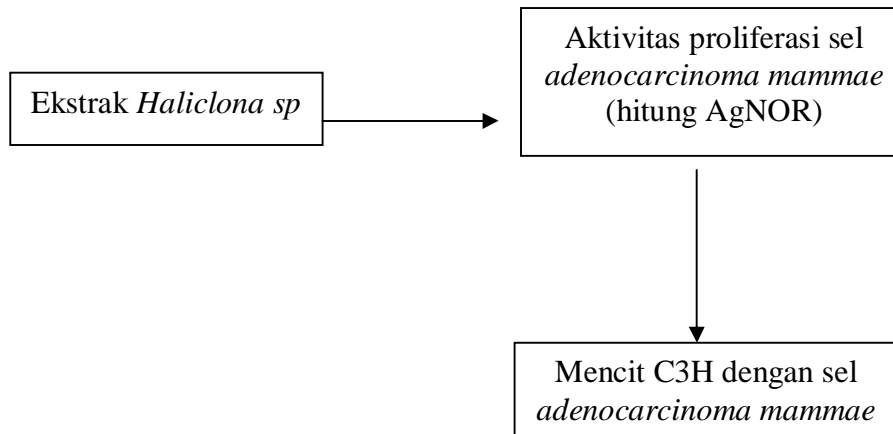 Aktivitas proliferasi sel
adenocarcinoma mammae
(hitung AgNOR)
Ekstrak Haliclona sp
Mencit C3H dengan sel
adenocarcinoma mammae